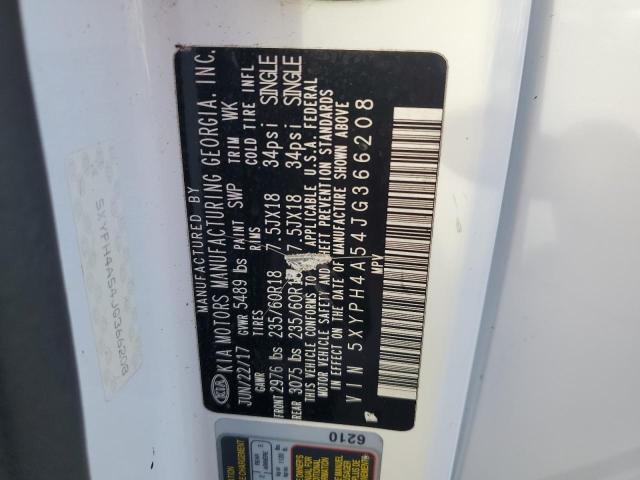 MANUFACTURED BY
KIA KIA MOTORS MANUFACTURING GEORGIA, INC.
JUN/22/17 GVWR 5489 lbs PAINT SWP TRIM WK
GAWR TIRES RIMS COLD TIRE INFL
FRONT 2976 lbs 235/60R18 7.5JX18 34psi SINGLE
REAR 3075 lbs 235/60R18 7.5JX18 34psi SINGLE
THIS VEHICLE CONFORMS TO ALL APPLICABLE U.S.A. FEDERAL
MOTOR VEHICLE SAFETY AND THEFT PREVENTION STANDARDS
IN EFFECT ON THE DATE OF MANUFACTURE SHOWN ABOVE
VIN 5XYPH4A54JG366208
MPV
5XYPH4A54JG366208
6210